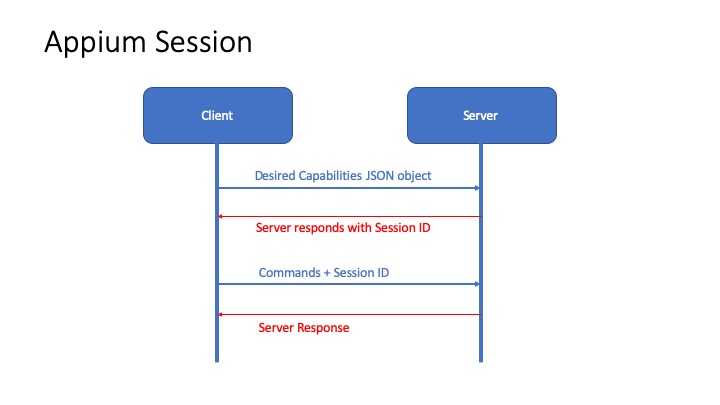 Appium Session
Client
Server
Desired Capabilities JSON object
Server responds with Session ID
Commands + Session ID
Server Response